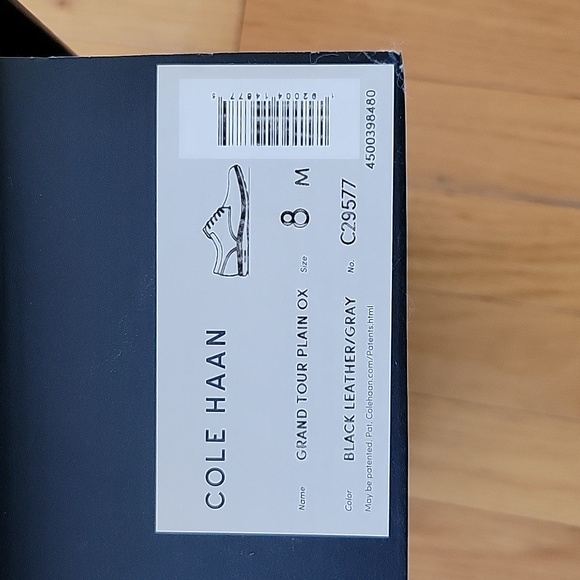 COLE HAAN
Name GRAND TOUR PLAIN OX Size 8 M
Color BLACK LEATHER/GRAY No. C29577
May be patented. Pat. Colehaan.com/Patents.html
4500398480